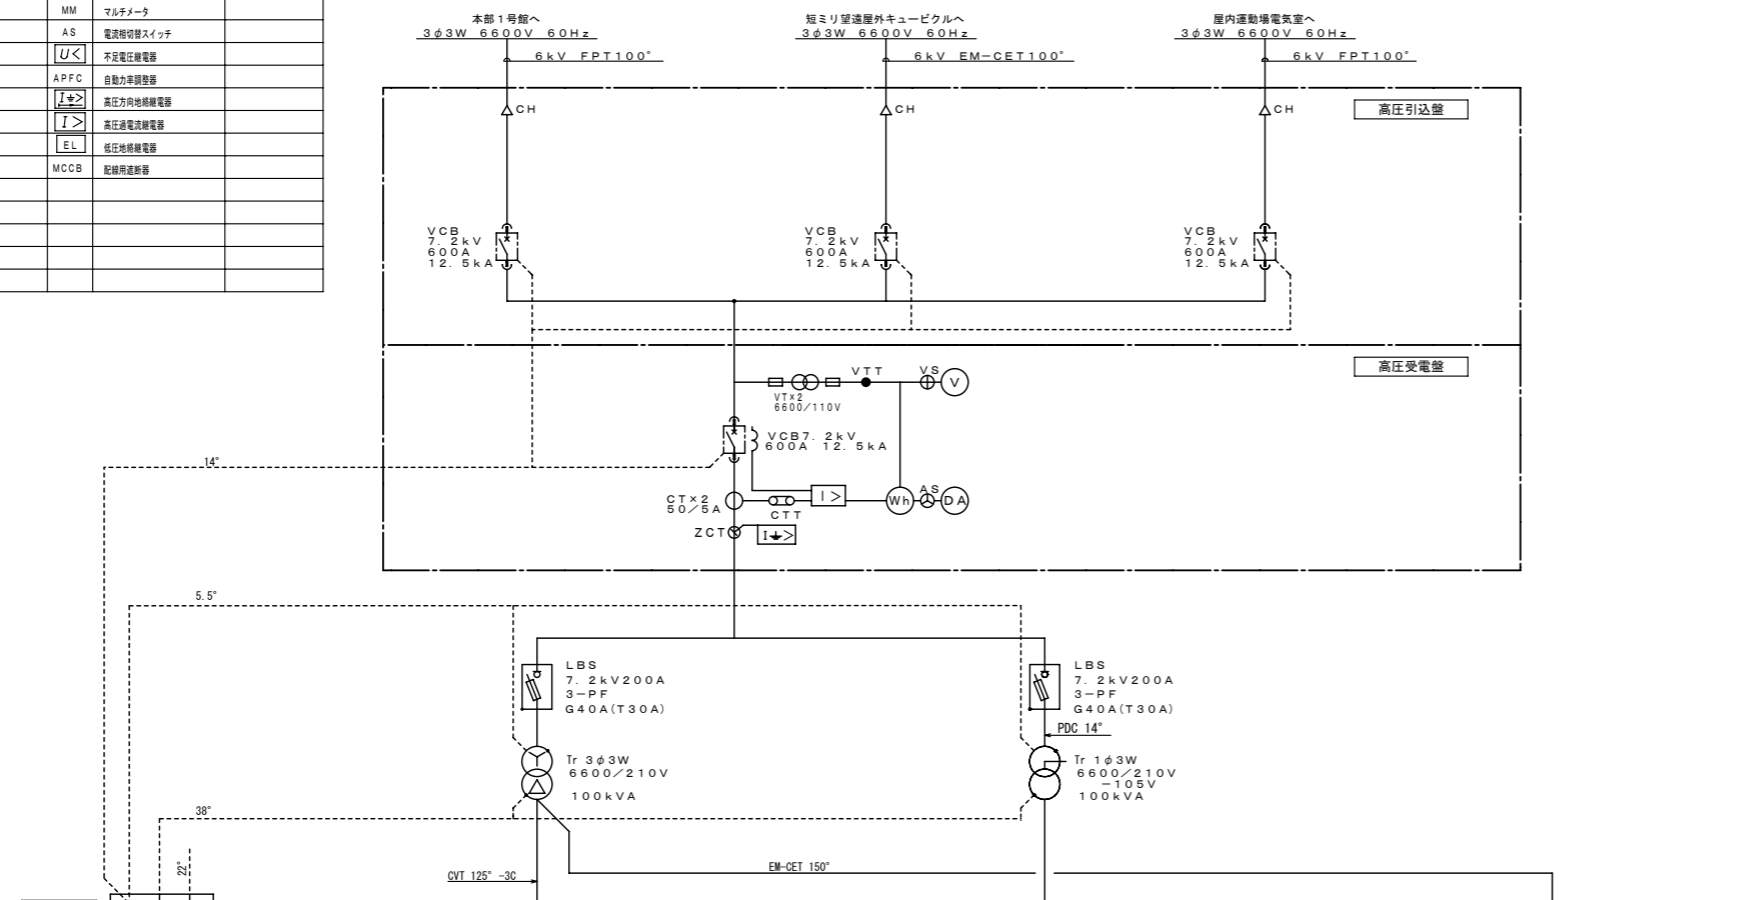 MM マルチメータ
AS 電流相切替スイッチ
U< 不足電圧継電器
APFC 自動力率調整器
I⏚> 高圧方向地絡継電器
I> 高圧過電流継電器
EL 低圧地絡継電器
MCCB 配線用遮断器
本部1号館へ
3φ3W 6600V 60Hz
6kV FPT100°
短ミリ望遠屋外キュービクルへ
3φ3W 6600V 60Hz
6kV EM-CET100°
屋内運動場電気室へ
3φ3W 6600V 60Hz
6kV FPT100°
CH
CH
CH
高圧引込盤
VCB
7.2kV
600A
12.5kA
VCB
7.2kV
600A
12.5kA
VCB
7.2kV
600A
12.5kA
高圧受電盤
VTT
VS
V
VT×2
6600/110V
VCB7.2kV
600A 12.5kA
14°
CT×2
50/5A
CTT
I>
Wh
AS
DA
ZCT
I⏚>
5.5°
LBS
7.2kV200A
3-PF
G40A(T30A)
LBS
7.2kV200A
3-PF
G40A(T30A)
PDC 14°
Tr 3φ3W
6600/210V
100kVA
Tr 1φ3W
6600/210V
-105V
100kVA
38°
22°
CVT 125° -3C
EM-CET 150°